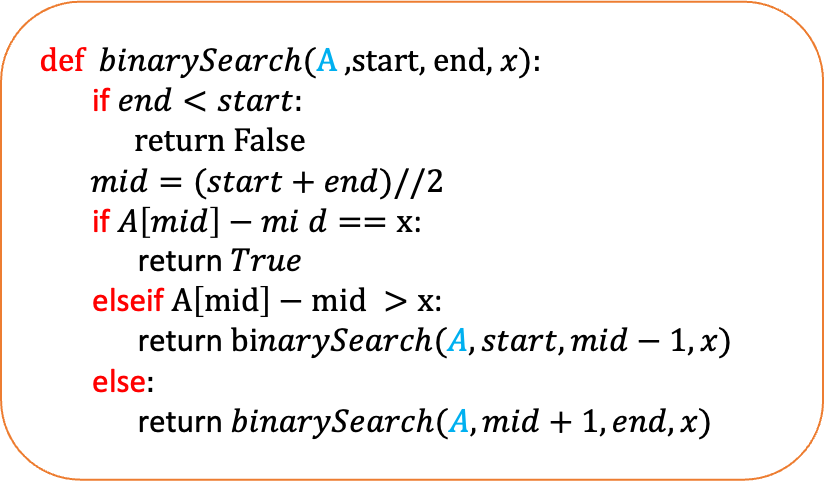 def binarySearch(A ,start, end, x):
if end < start:
return False
mid = (start + end)//2
if A[mid] − mi d == x:
return True
elseif A[mid] − mid > x:
return binarySearch(A, start, mid − 1, x)
else:
return binarySearch(A, mid + 1, end, x)